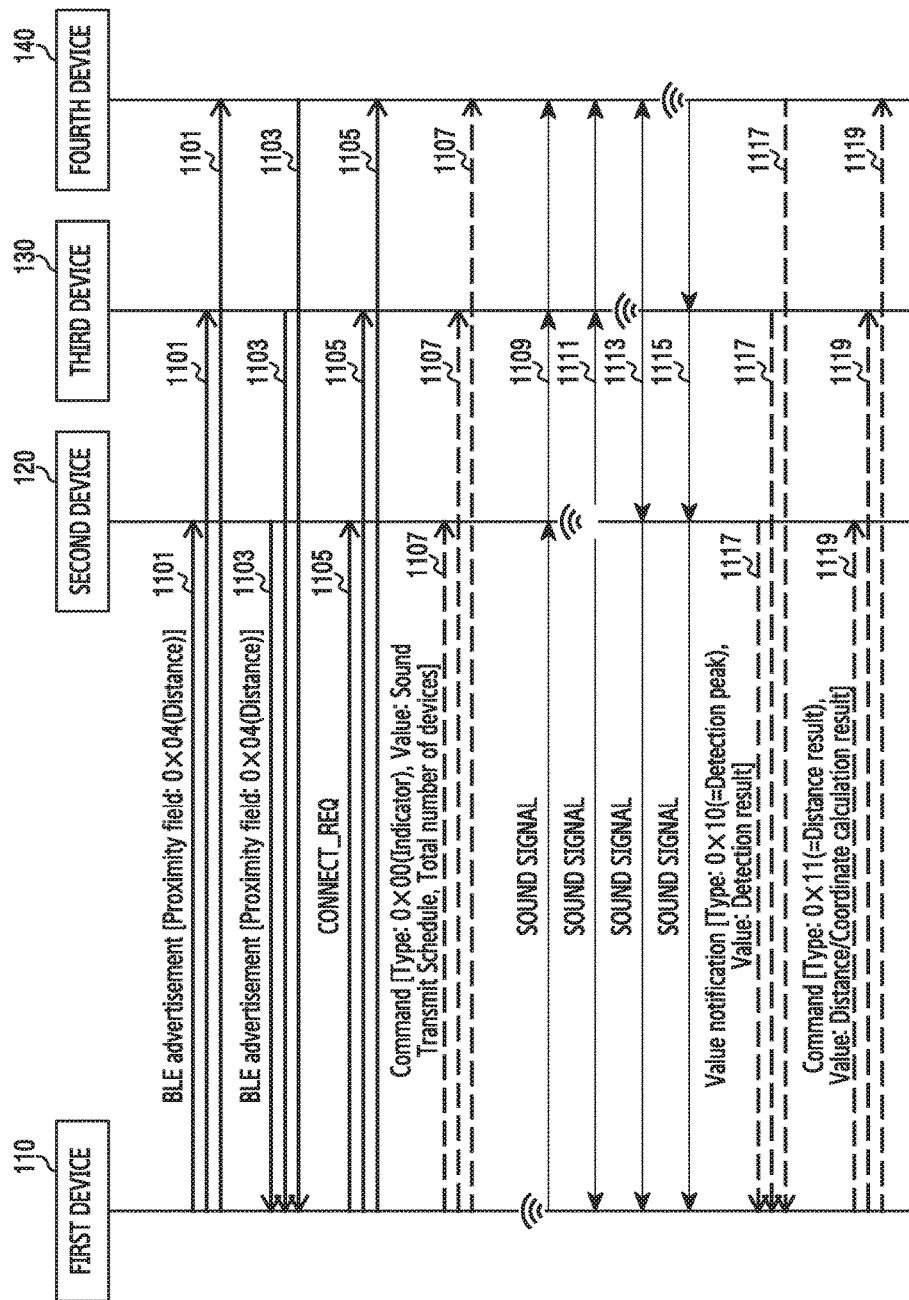 110
FIRST DEVICE
120
SECOND DEVICE
130
THIRD DEVICE
140
FOURTH DEVICE
BLE advertisement [Proximity field: 0×04(Distance)]
1101
1101
1101
BLE advertisement [Proximity field: 0×04(Distance)]
1103
1103
1103
CONNECT_REQ
1105
1105
1105
Command [Type: 0×00(Indicator), Value: Sound
Transmit Schedule, Total number of devices]
1107
1107
1107
SOUND SIGNAL
1109
SOUND SIGNAL
1111
SOUND SIGNAL
1113
SOUND SIGNAL
1115
Value notification [Type: 0×10(=Detection peak),
Value: Detection result]
1117
1117
1117
Command [Type: 0×11(=Distance result),
Value: Distance/Coordinate calculation result]
1119
1119
1119